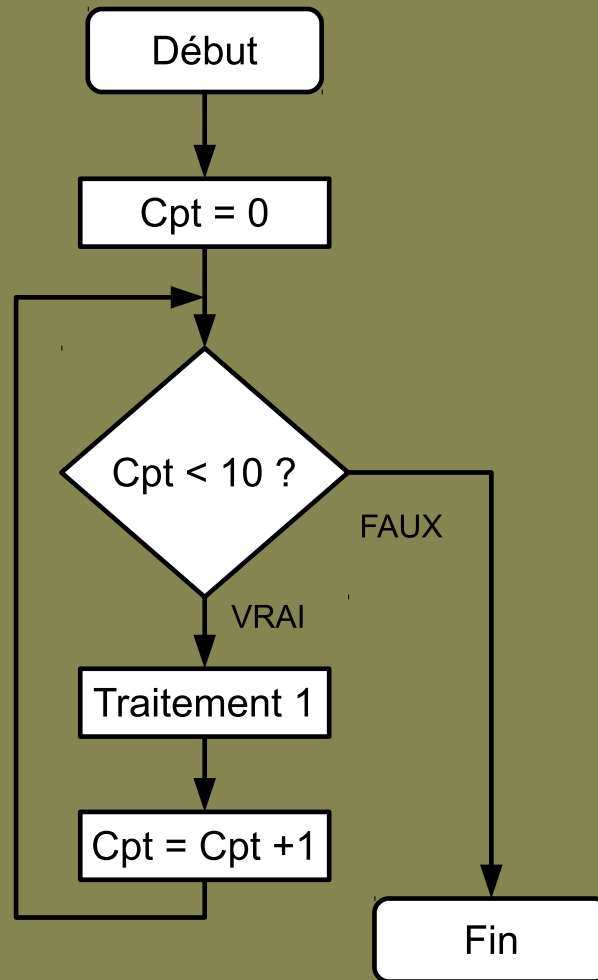 Début
Cpt = 0
Cpt < 10 ?
FAUX
VRAI
Traitement 1
Cpt = Cpt +1
Fin